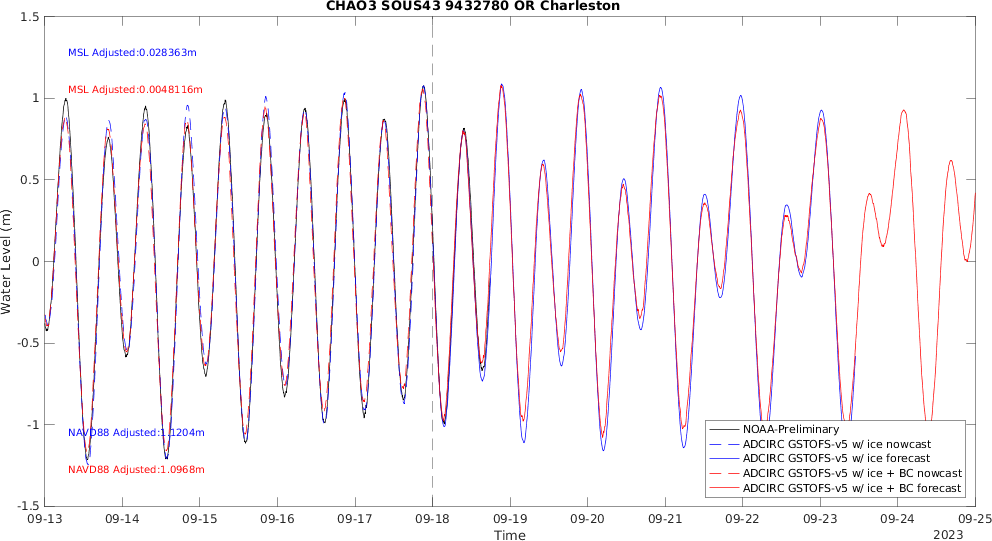 CHAO3 SOUS43 9432780 OR Charleston
1.5
1
0.5
0
-0.5
-1
-1.5
Water Level (m)
MSL Adjusted:0.028363m
MSL Adjusted:0.0048116m
NAVD88 Adjusted:1.1204m
NAVD88 Adjusted:1.0968m
NOAA-Preliminary
ADCIRC GSTOFS-v5 w/ ice nowcast
ADCIRC GSTOFS-v5 w/ ice forecast
ADCIRC GSTOFS-v5 w/ ice + BC nowcast
ADCIRC GSTOFS-v5 w/ ice + BC forecast
09-13 09-14 09-15 09-16 09-17 09-18 09-19 09-20 09-21 09-22 09-23 09-24 09-25
Time
2023